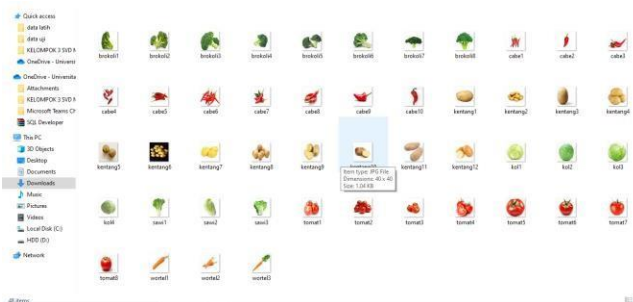 Quick access
data latih
data uji
KELOMPOK 3 SVD M
OneDrive - Universita
OneDrive - Universita
Attachments
KELOMPOK 3 SVD M
Microsoft Teams Ch
SQL Developer
This PC
3D Objects
Desktop
Documents
Downloads
Music
Pictures
Videos
Local Disk (C:)
HDD (D:)
Network
brokoli1 brokoli2 brokoli3 brokoli4 brokoli5 brokoli6 brokoli7 brokoli8 cabe1 cabe2 cabe3
cabe4 cabe5 cabe6 cabe7 cabe8 cabe9 cabe10 kentang1 kentang2 kentang3 kentang4
kentang5 kentang6 kentang7 kentang8 kentang9 kentang10 kentang11 kentang12 kol1 kol2 kol3
Item type: JPG File
Dimensions: 40 x 40
Size: 1,04 KB
kol4 sawi1 sawi2 sawi3 tomat1 tomat2 tomat3 tomat4 tomat5 tomat6 tomat7
tomat8 wortel1 wortel2 wortel3